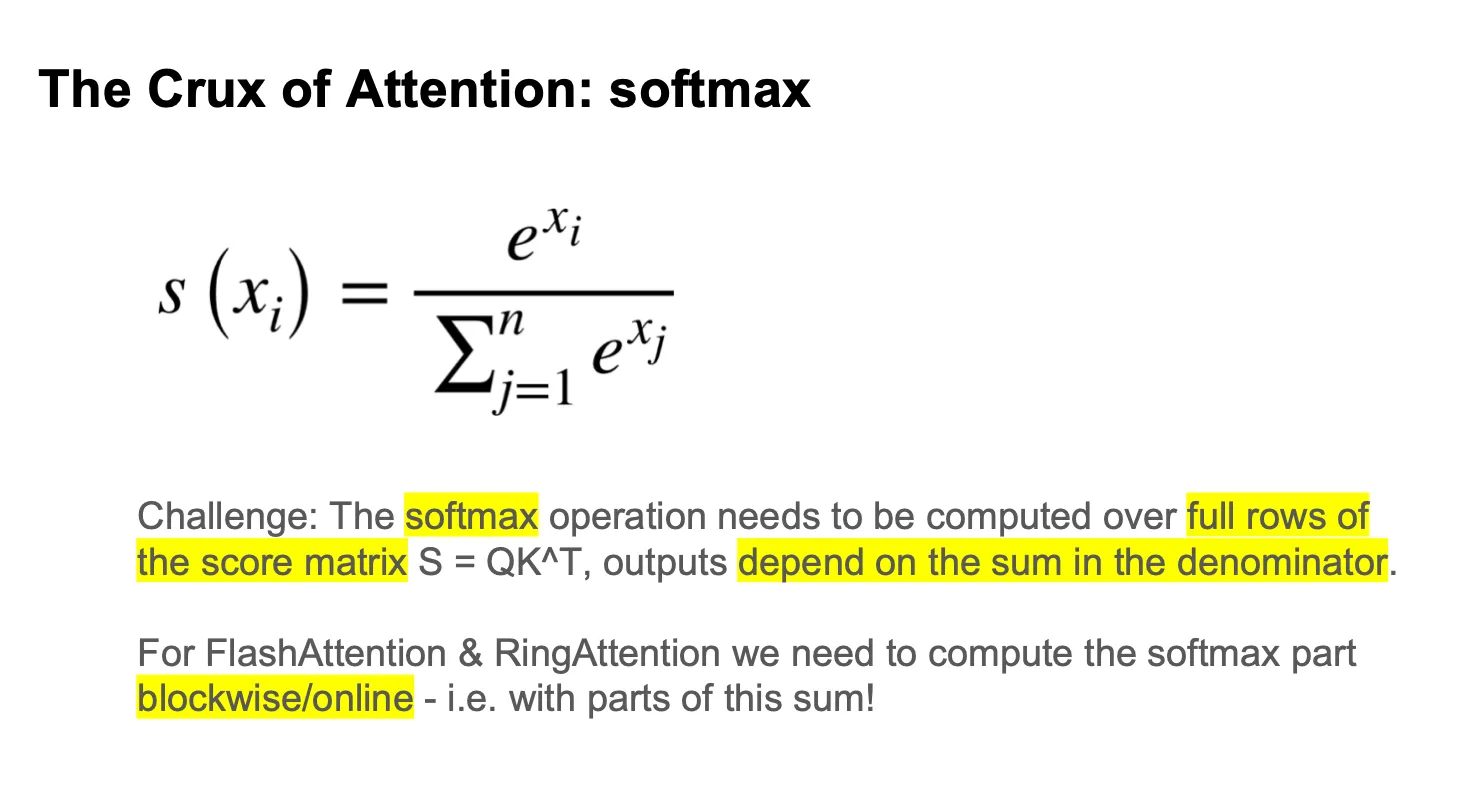 The Crux of Attention: softmax
s (x_i) = \frac{e^{x_i}}{\sum_{j=1}^{n} e^{x_j}}
Challenge: The softmax operation needs to be computed over full rows of
the score matrix S = QK^T, outputs depend on the sum in the denominator.
For FlashAttention & RingAttention we need to compute the softmax part
blockwise/online - i.e. with parts of this sum!